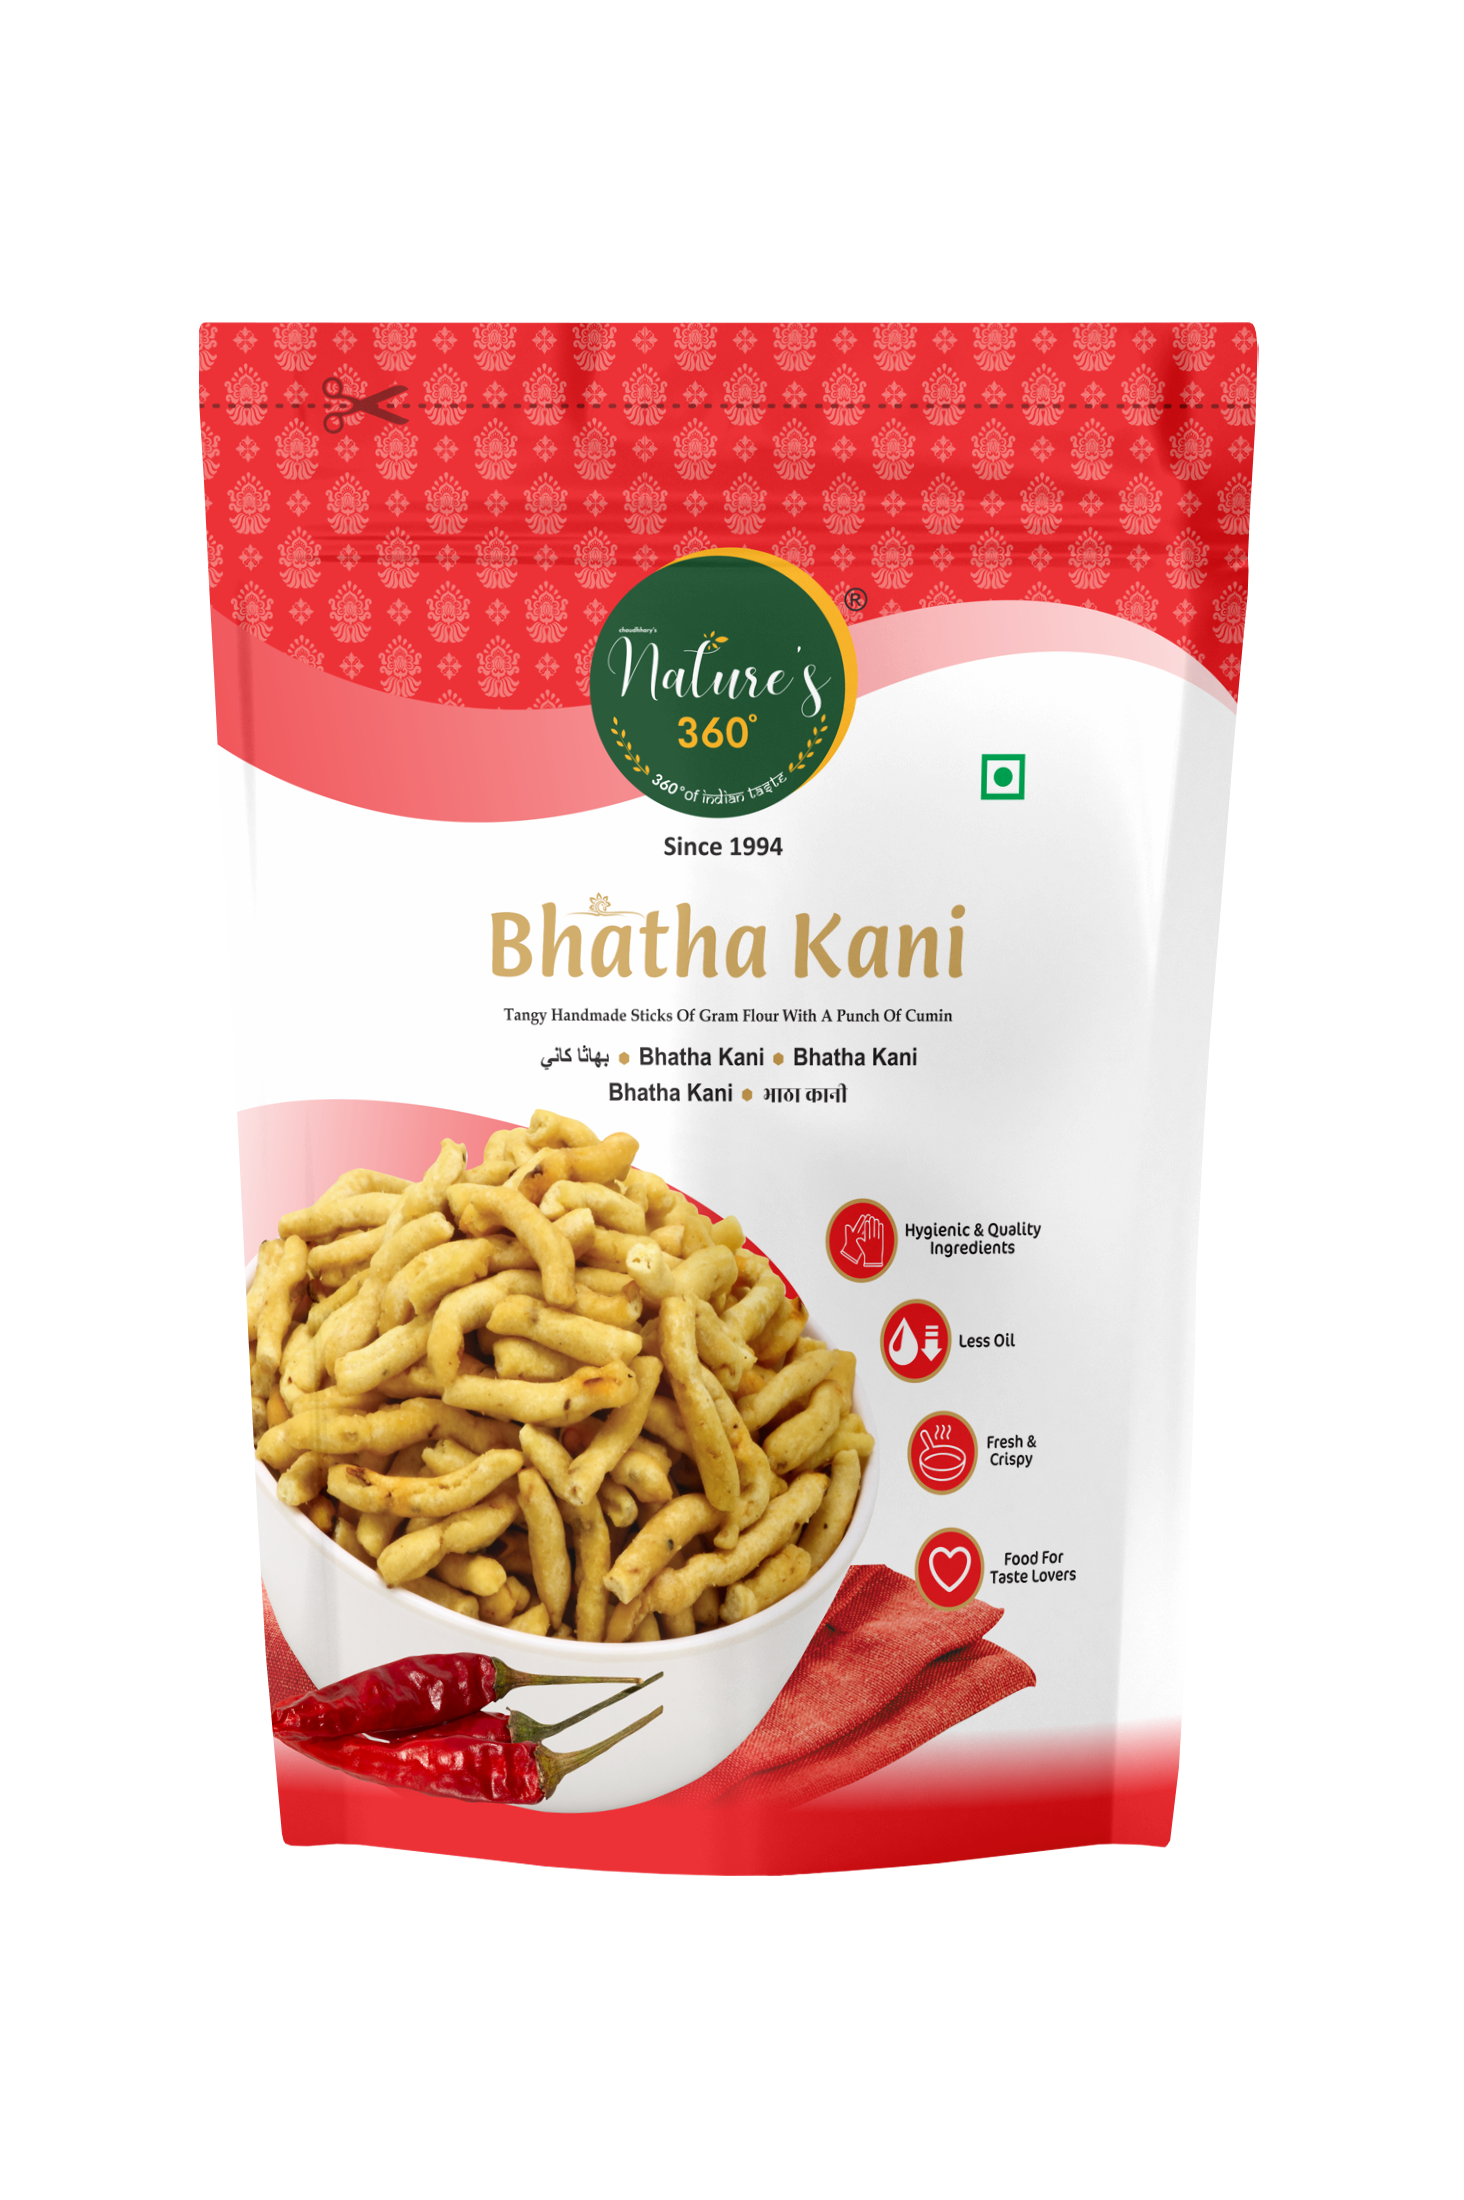 ®
chaudhhary's
Nature's
360°
360° of indian taste
Since 1994
Bhatha Kani
Tangy Handmade Sticks Of Gram Flour With A Punch Of Cumin
بھاٹا كاني • Bhatha Kani • Bhatha Kani
Bhatha Kani • भाठा कानी
Hygienic & Quality
Ingredients
Less Oil
Fresh &
Crispy
Food For
Taste Lovers